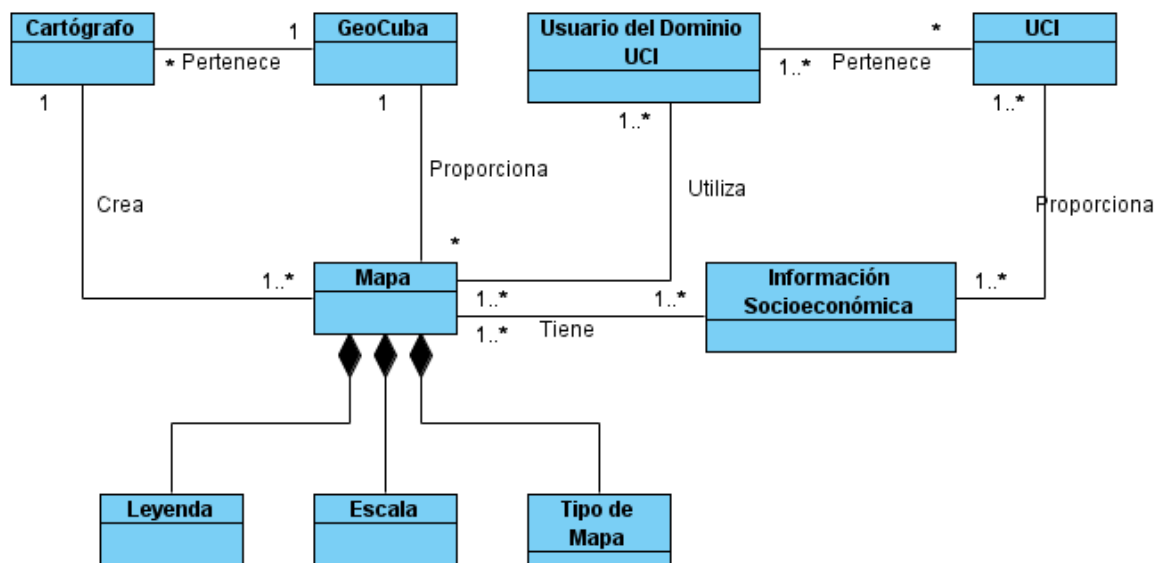 Cartógrafo
1
GeoCuba
* Pertenece
Usuario del Dominio
UCI
*
UCI
1..*
Pertenece
1
1
1..*
1..*
Proporciona
Utiliza
Crea
Proporciona
*
1..*
Mapa
1..*
1..*
Información
Socioeconómica
1..*
1..*
Tiene
Leyenda
Escala
Tipo de
Mapa